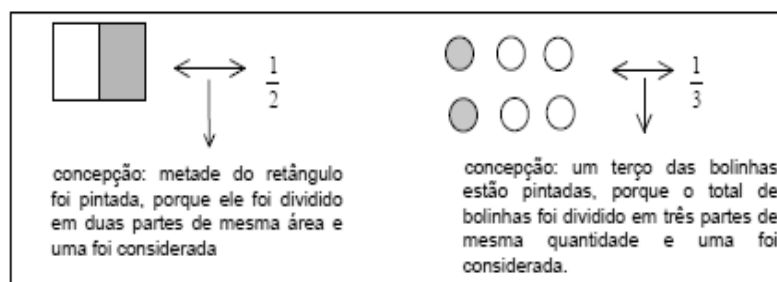 1
2
concepção: metade do retângulo
foi pintada, porque ele foi dividido
em duas partes de mesma área e
uma foi considerada
1
3
concepção: um terço das bolinhas
estão pintadas, porque o total de
bolinhas foi dividido em três partes de
mesma quantidade e uma foi
considerada.